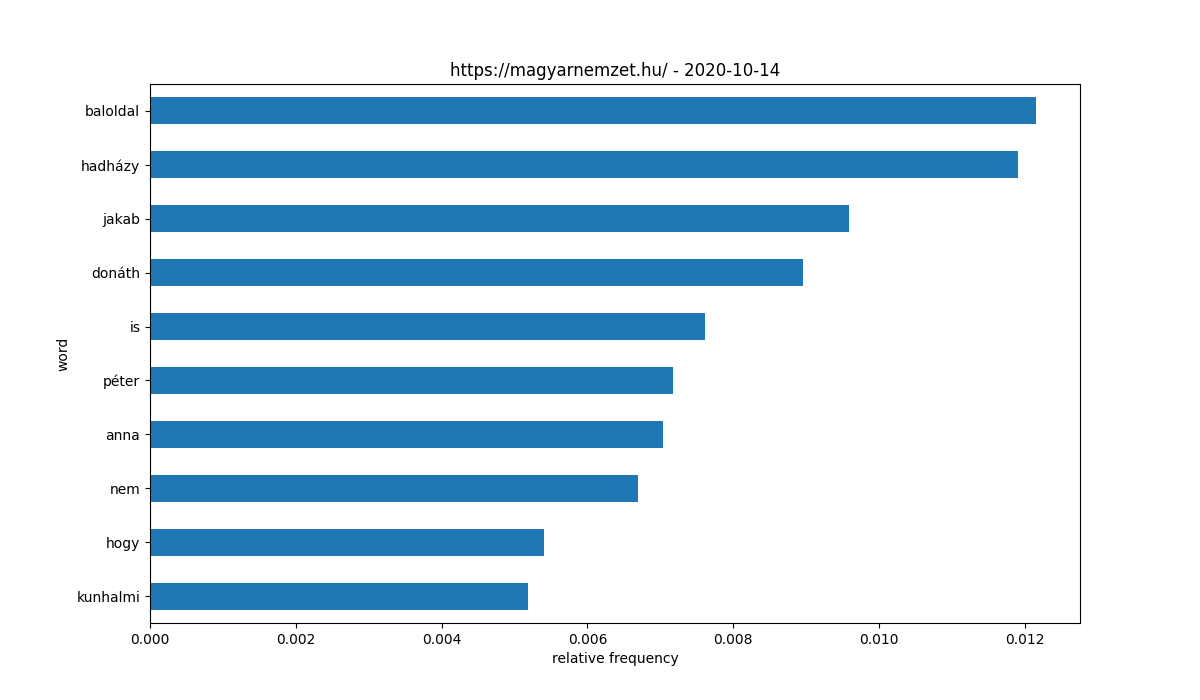 https://magyarnemzet.hu/ - 2020-10-14
word
baloldal
hadházy
jakab
donáth
is
péter
anna
nem
hogy
kunhalmi
0.000 0.002 0.004 0.006 0.008 0.010 0.012
relative frequency